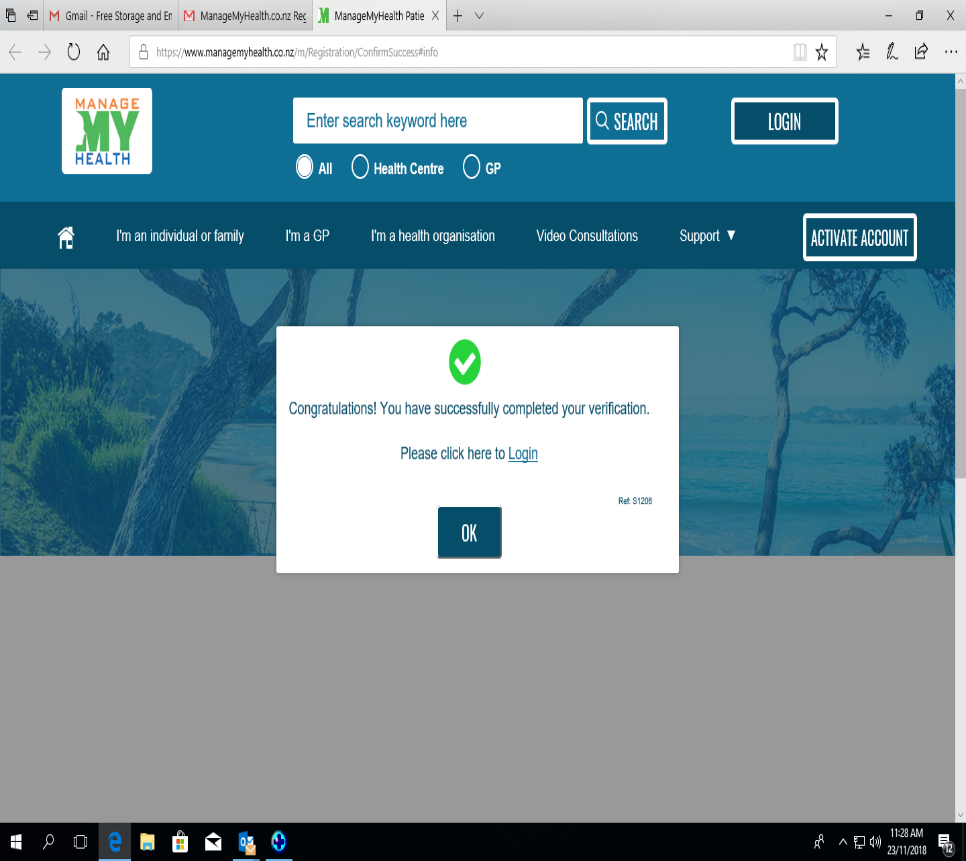 Gmail - Free Storage and Em
ManageMyHealth.co.nz Reg
ManageMyHealth Patie
https://www.managemyhealth.co.nz/m/Registration/ConfirmSuccess#info
MANAGE
MY
HEALTH
Enter search keyword here
SEARCH
LOGIN
All
Health Centre
GP
I'm an individual or family
I'm a GP
I'm a health organisation
Video Consultations
Support ▼
ACTIVATE ACCOUNT
Congratulations! You have successfully completed your verification.
Please click here to Login
Ref: S1206
OK
11:28 AM
23/11/2018
12